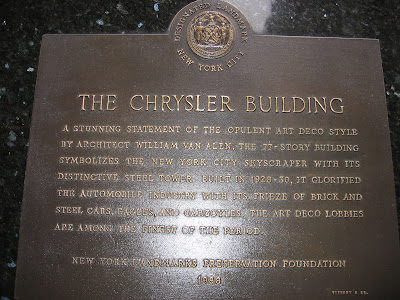 DESIGNATED LANDMARK
NEW YORK CITY
THE CHRYSLER BUILDING
A STUNNING STATEMENT OF THE OPULENT ART DECO STYLE
BY ARCHITECT WILLIAM VAN ALEN, THE 77-STORY BUILDING
SYMBOLIZES THE NEW YORK CITY SKYSCRAPER WITH ITS
DISTINCTIVE STEEL TOWER. BUILT IN 1928-30, IT GLORIFIED
THE AUTOMOBILE INDUSTRY WITH ITS FRIEZE OF BRICK AND
STEEL CARS, EAGLES, AND GARGOYLES. THE ART DECO LOBBIES
ARE AMONG THE FINEST OF THE PERIOD.
NEW YORK LANDMARKS PRESERVATION FOUNDATION